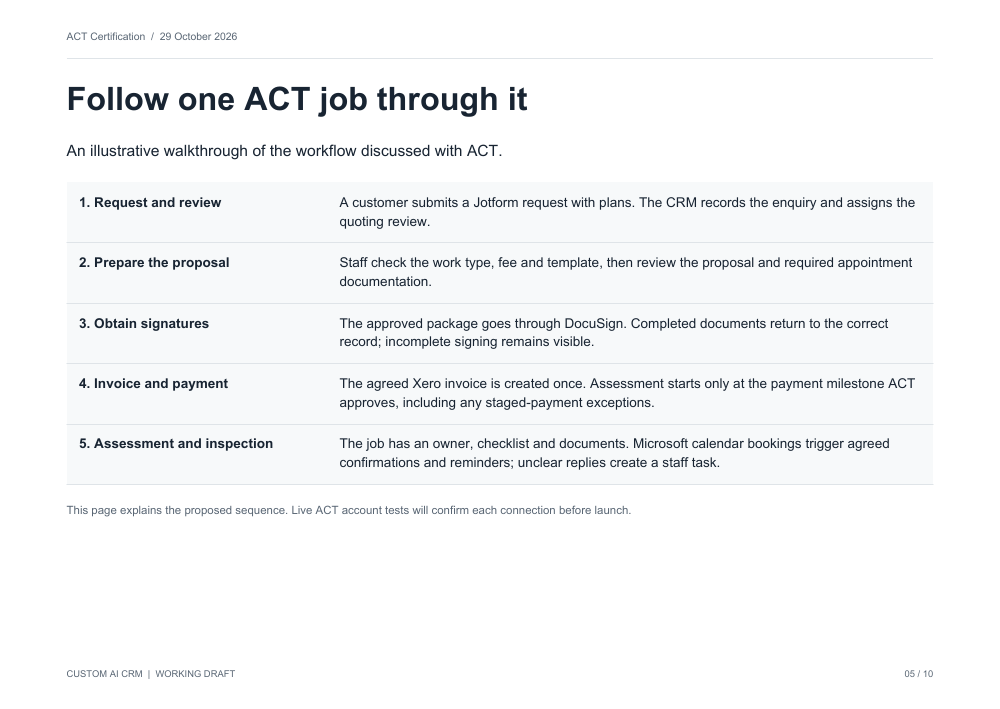 ACT Certification / 29 October 2026
Follow one ACT job through it
An illustrative walkthrough of the workflow discussed with ACT.
1. Request and review
A customer submits a Jotform request with plans. The CRM records the enquiry and assigns the
quoting review.
2. Prepare the proposal
Staff check the work type, fee and template, then review the proposal and required appointment
documentation.
3. Obtain signatures
The approved package goes through DocuSign. Completed documents return to the correct
record; incomplete signing remains visible.
4. Invoice and payment
The agreed Xero invoice is created once. Assessment starts only at the payment milestone ACT
approves, including any staged-payment exceptions.
5. Assessment and inspection
The job has an owner, checklist and documents. Microsoft calendar bookings trigger agreed
confirmations and reminders; unclear replies create a staff task.
This page explains the proposed sequence. Live ACT account tests will confirm each connection before launch.
CUSTOM AI CRM | WORKING DRAFT
05 / 10